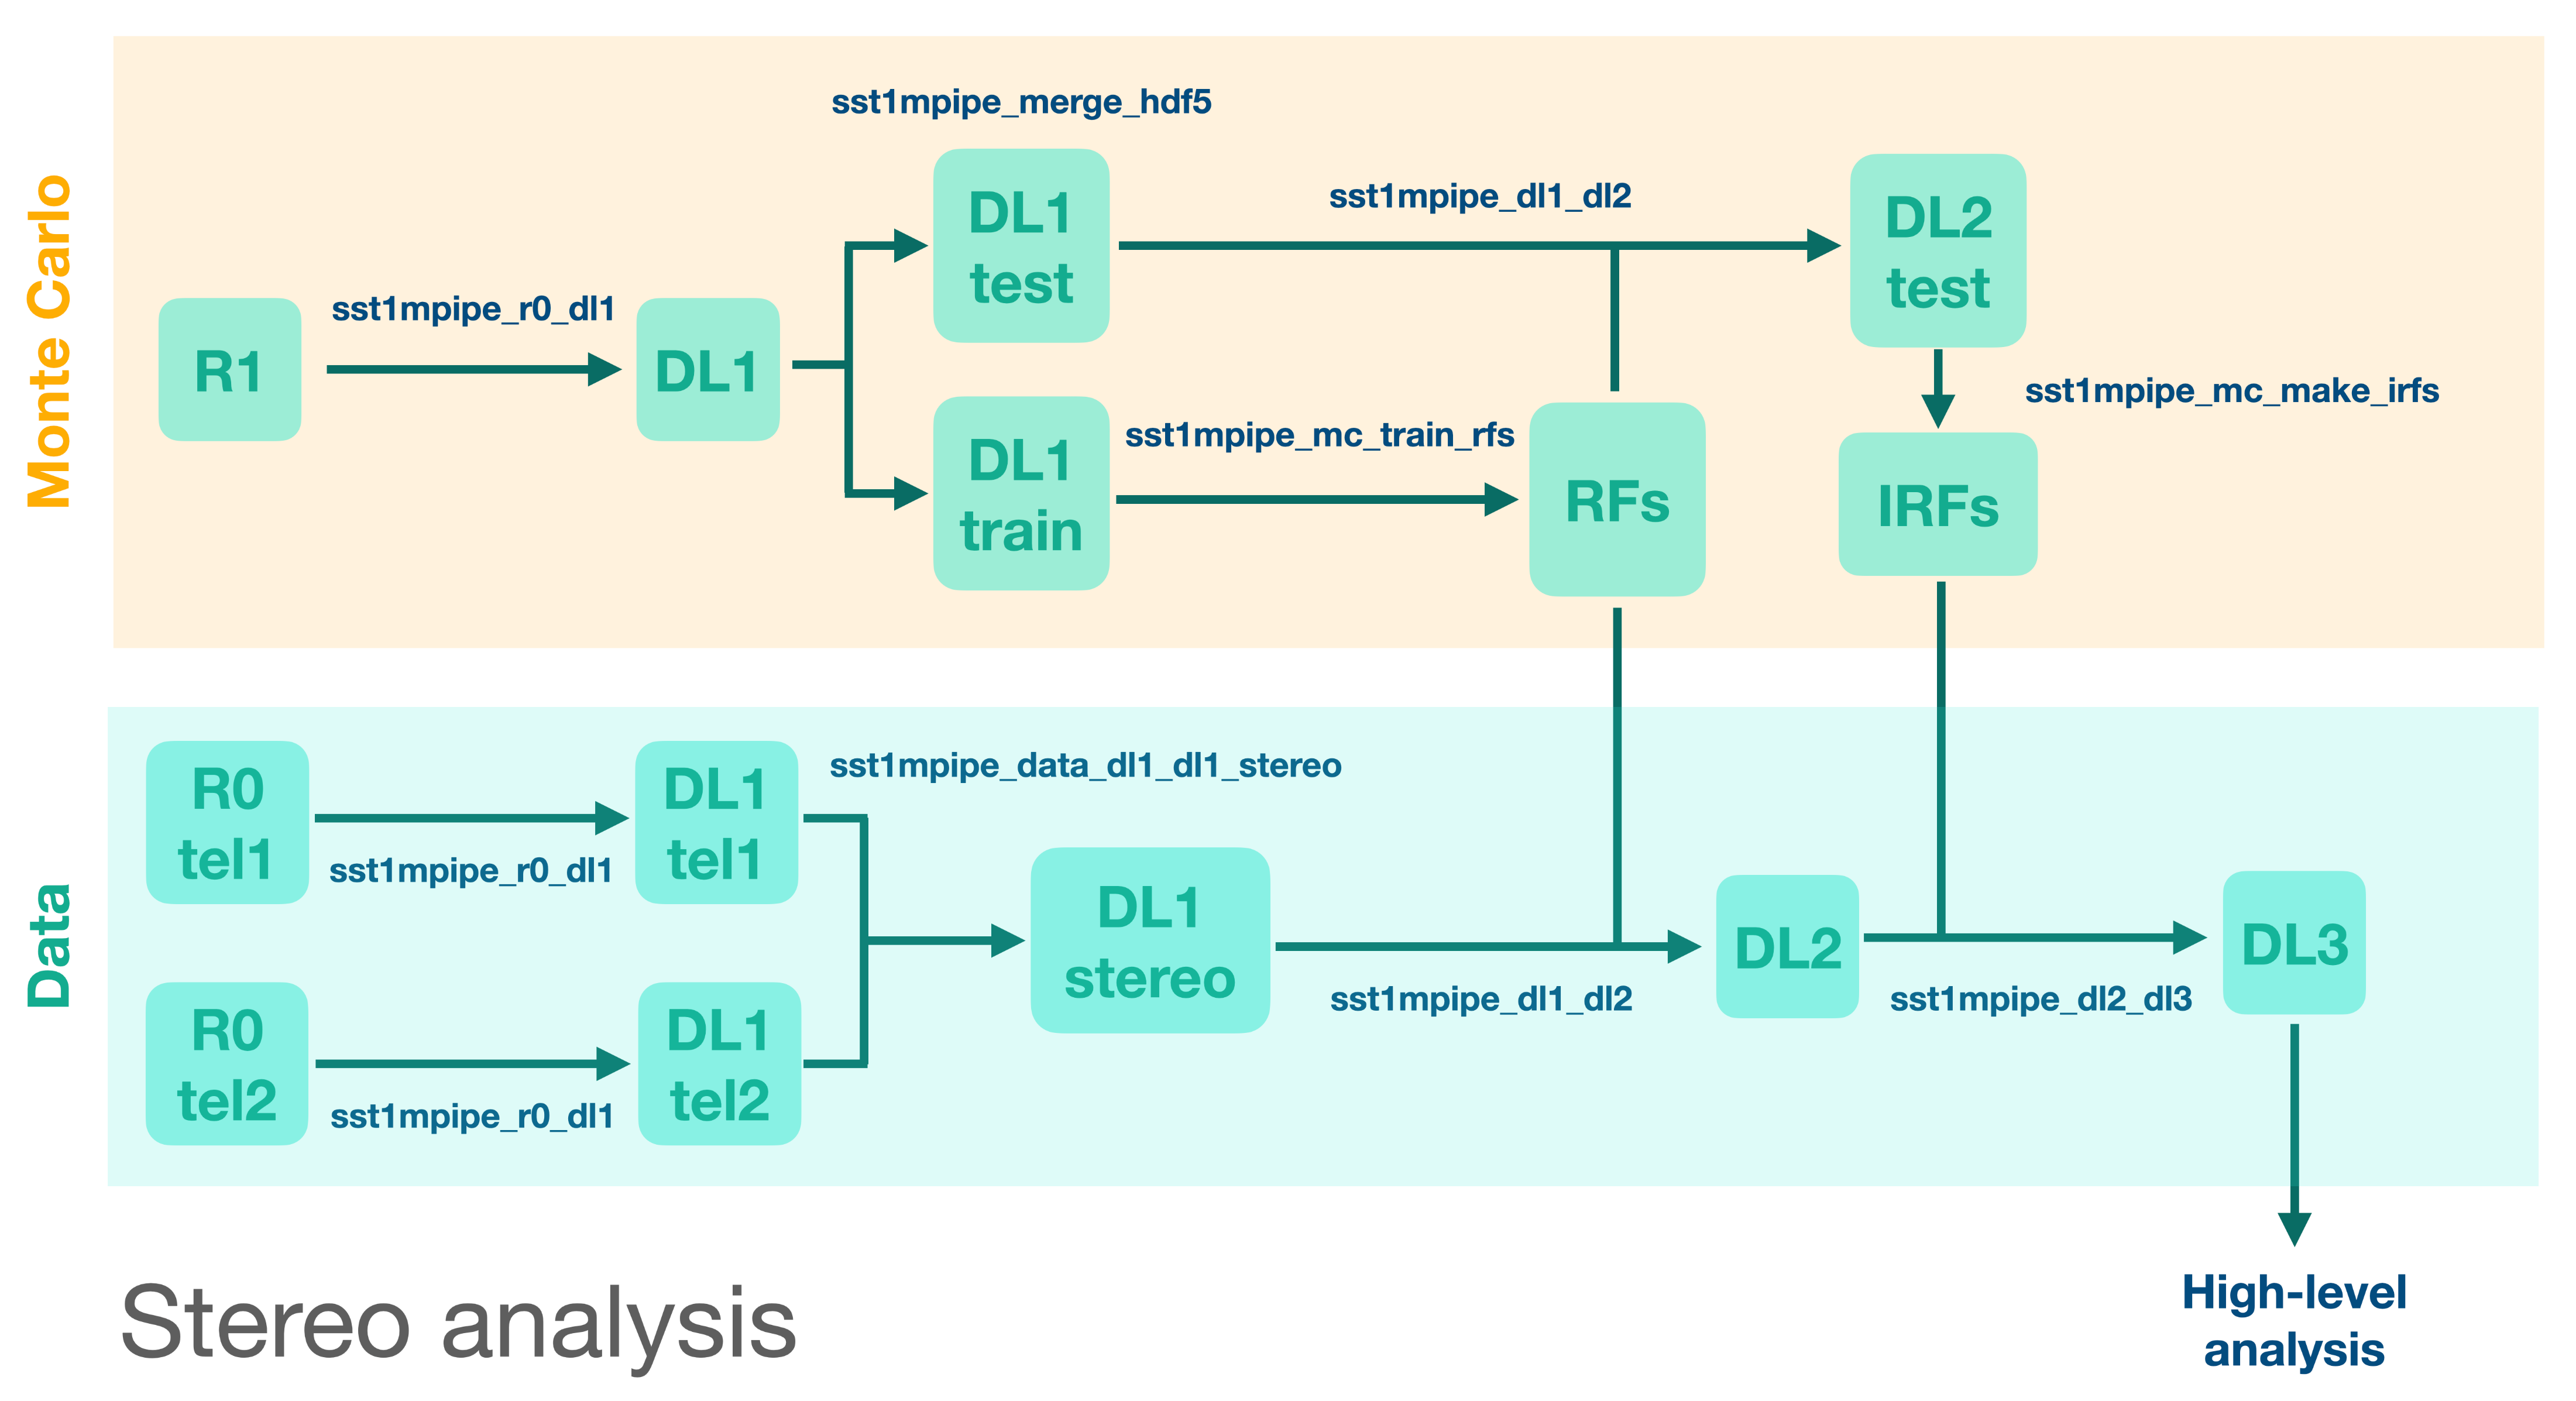 Monte Carlo
sst1mpipe_merge_hdf5
DL1
test
sst1mpipe_dl1_dl2
DL2
test
R1
sst1mpipe_r0_dl1
DL1
sst1mpipe_mc_make_irfs
DL1
train
sst1mpipe_mc_train_rfs
RFs
IRFs
Data
R0
tel1
sst1mpipe_r0_dl1
DL1
tel1
sst1mpipe_data_dl1_dl1_stereo
R0
tel2
sst1mpipe_r0_dl1
DL1
tel2
DL1
stereo
sst1mpipe_dl1_dl2
DL2
sst1mpipe_dl2_dl3
DL3
Stereo analysis
High-level
analysis